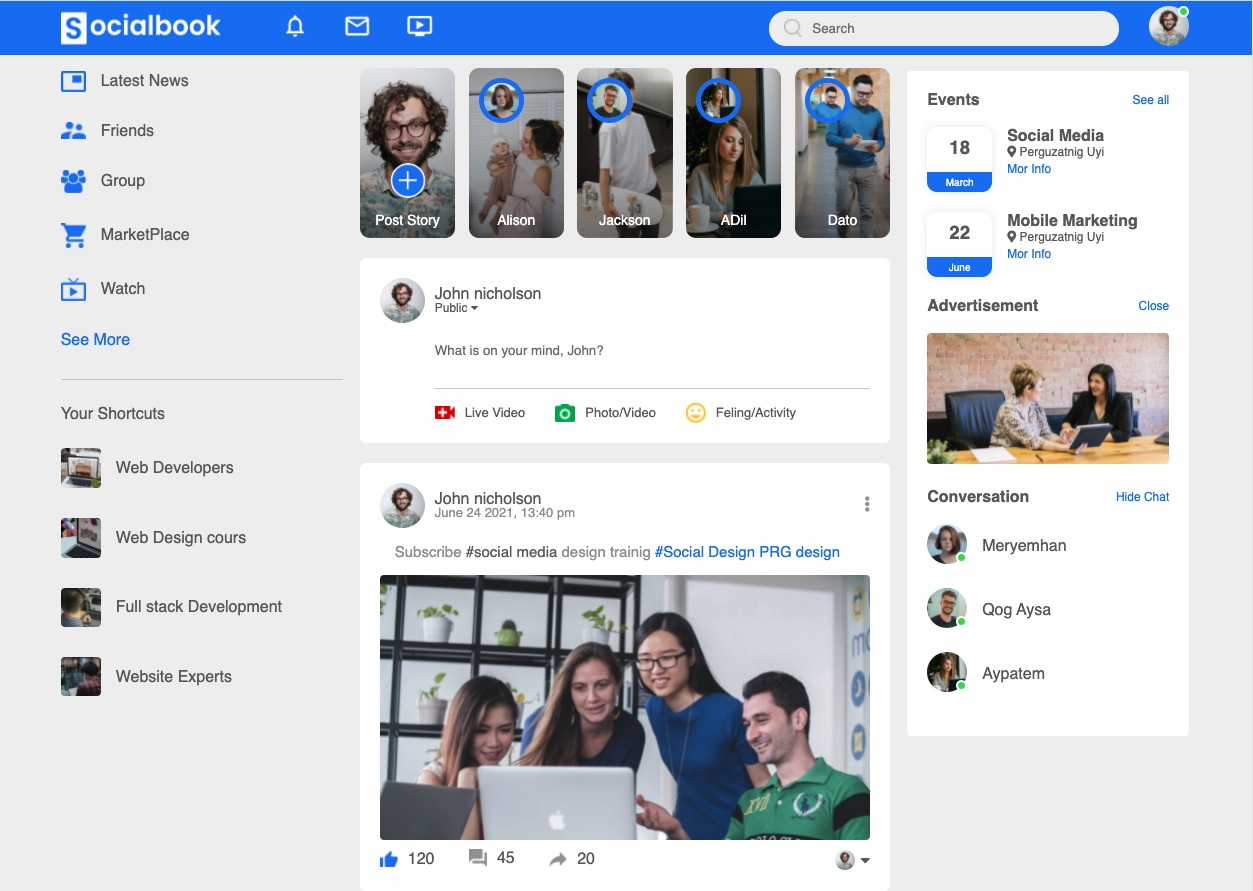 Socialbook
Search
Latest News
Friends
Group
MarketPlace
Watch
See More
Your Shortcuts
Web Developers
Web Design cours
Full stack Development
Website Experts
Post Story
Alison
Jackson
ADil
Dato
John nicholson
Public
What is on your mind, John?
Live Video
Photo/Video
Feling/Activity
John nicholson
June 24 2021, 13:40 pm
Subscribe #social media design trainig #Social Design PRG design
XVII
120
45
20
Events
See all
18
March
Social Media
Perguzatnig Uyi
Mor Info
22
June
Mobile Marketing
Perguzatnig Uyi
Mor Info
Advertisement
Close
Conversation
Hide Chat
Meryemhan
Qog Aysa
Aypatem